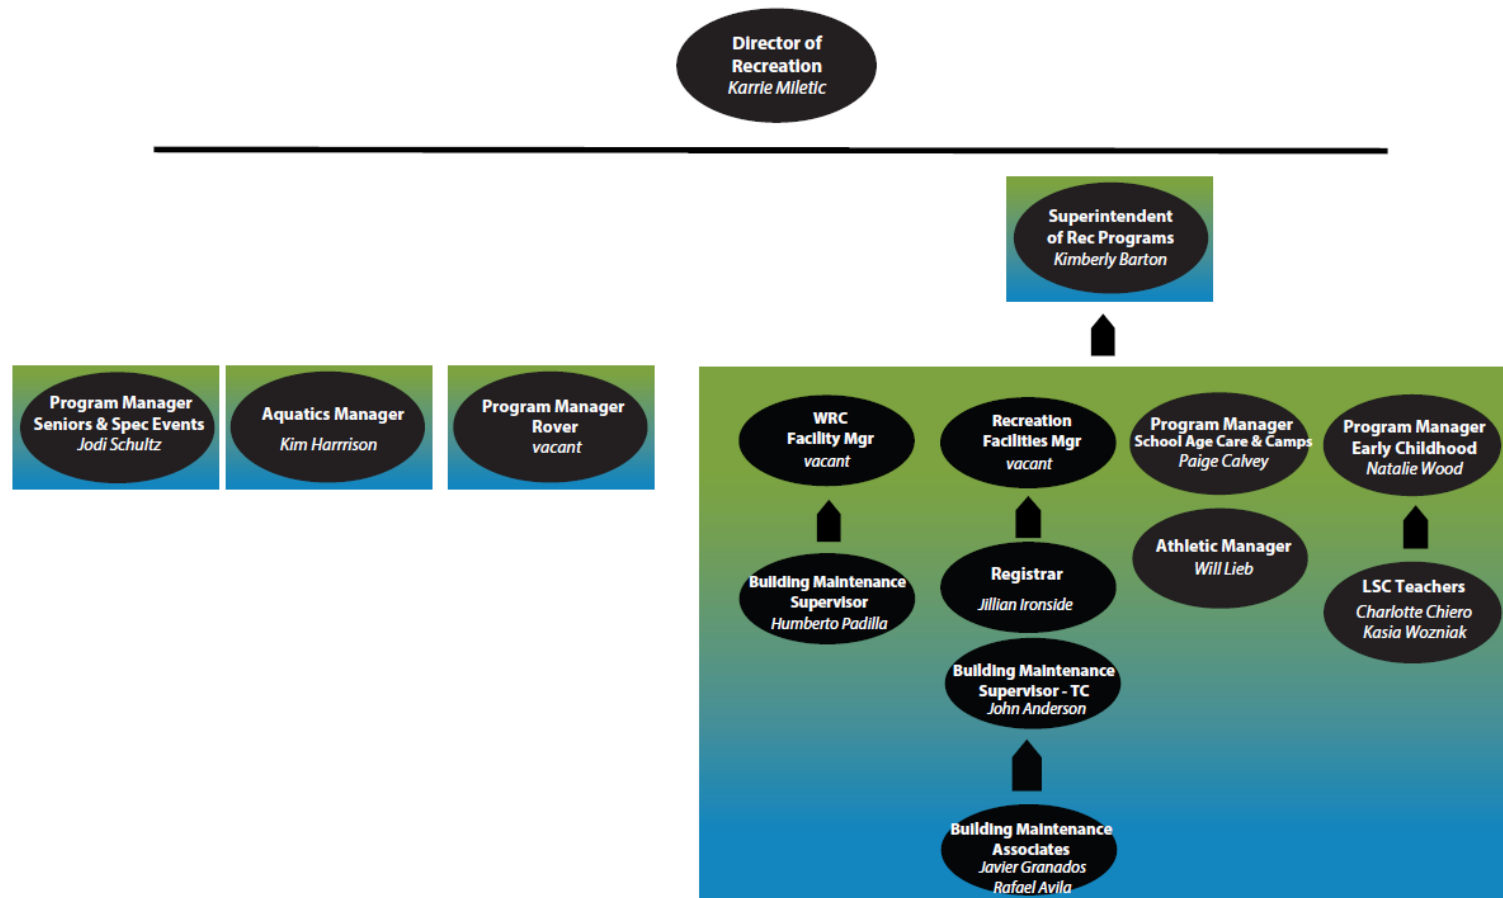 Director of
Recreation
Karrie Miletic
Superintendent
of Rec Programs
Kimberly Barton
Program Manager
Seniors & Spec Events
Jodi Schultz
Aquatics Manager
Kim Harrrison
Program Manager
Rover
vacant
WRC
Facility Mgr
vacant
Recreation
Facilities Mgr
vacant
Program Manager
School Age Care & Camps
Paige Calvey
Program Manager
Early Childhood
Natalie Wood
Building Maintenance
Supervisor
Humberto Padilla
Registrar
Jillian Ironside
Athletic Manager
Will Lieb
LSC Teachers
Charlotte Chiero
Kasia Wozniak
Building Maintenance
Supervisor - TC
John Anderson
Building Maintenance
Associates
Javier Granados
Rafael Avila